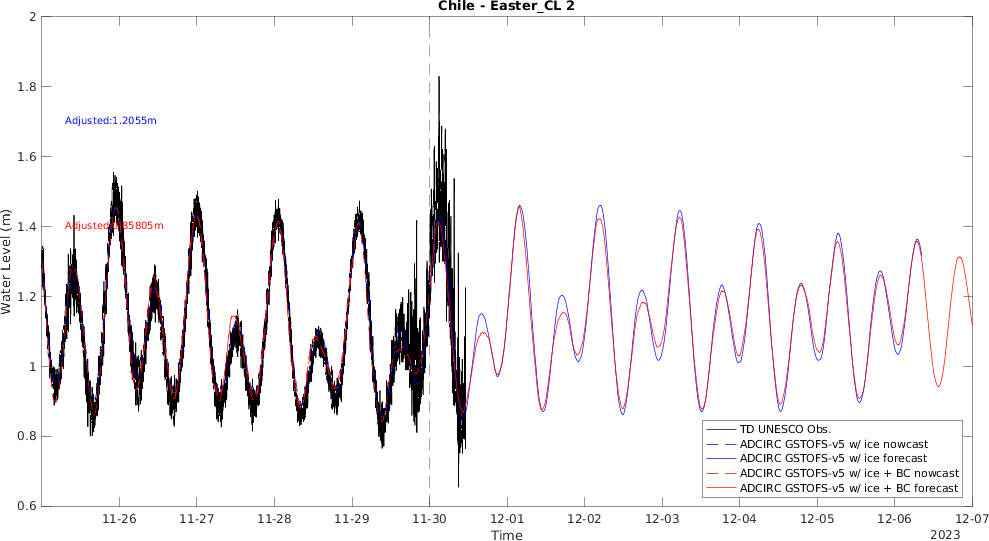 Chile - Easter_CL 2
2
1.8
1.6
1.4
1.2
1
0.8
0.6
Water Level (m)
Adjusted:1.2055m
Adjusted:0.85805m
11-26
11-27
11-28
11-29
11-30
12-01
12-02
12-03
12-04
12-05
12-06
12-07
Time
2023
TD UNESCO Obs.
ADCIRC GSTOFS-v5 w/ ice nowcast
ADCIRC GSTOFS-v5 w/ ice forecast
ADCIRC GSTOFS-v5 w/ ice + BC nowcast
ADCIRC GSTOFS-v5 w/ ice + BC forecast